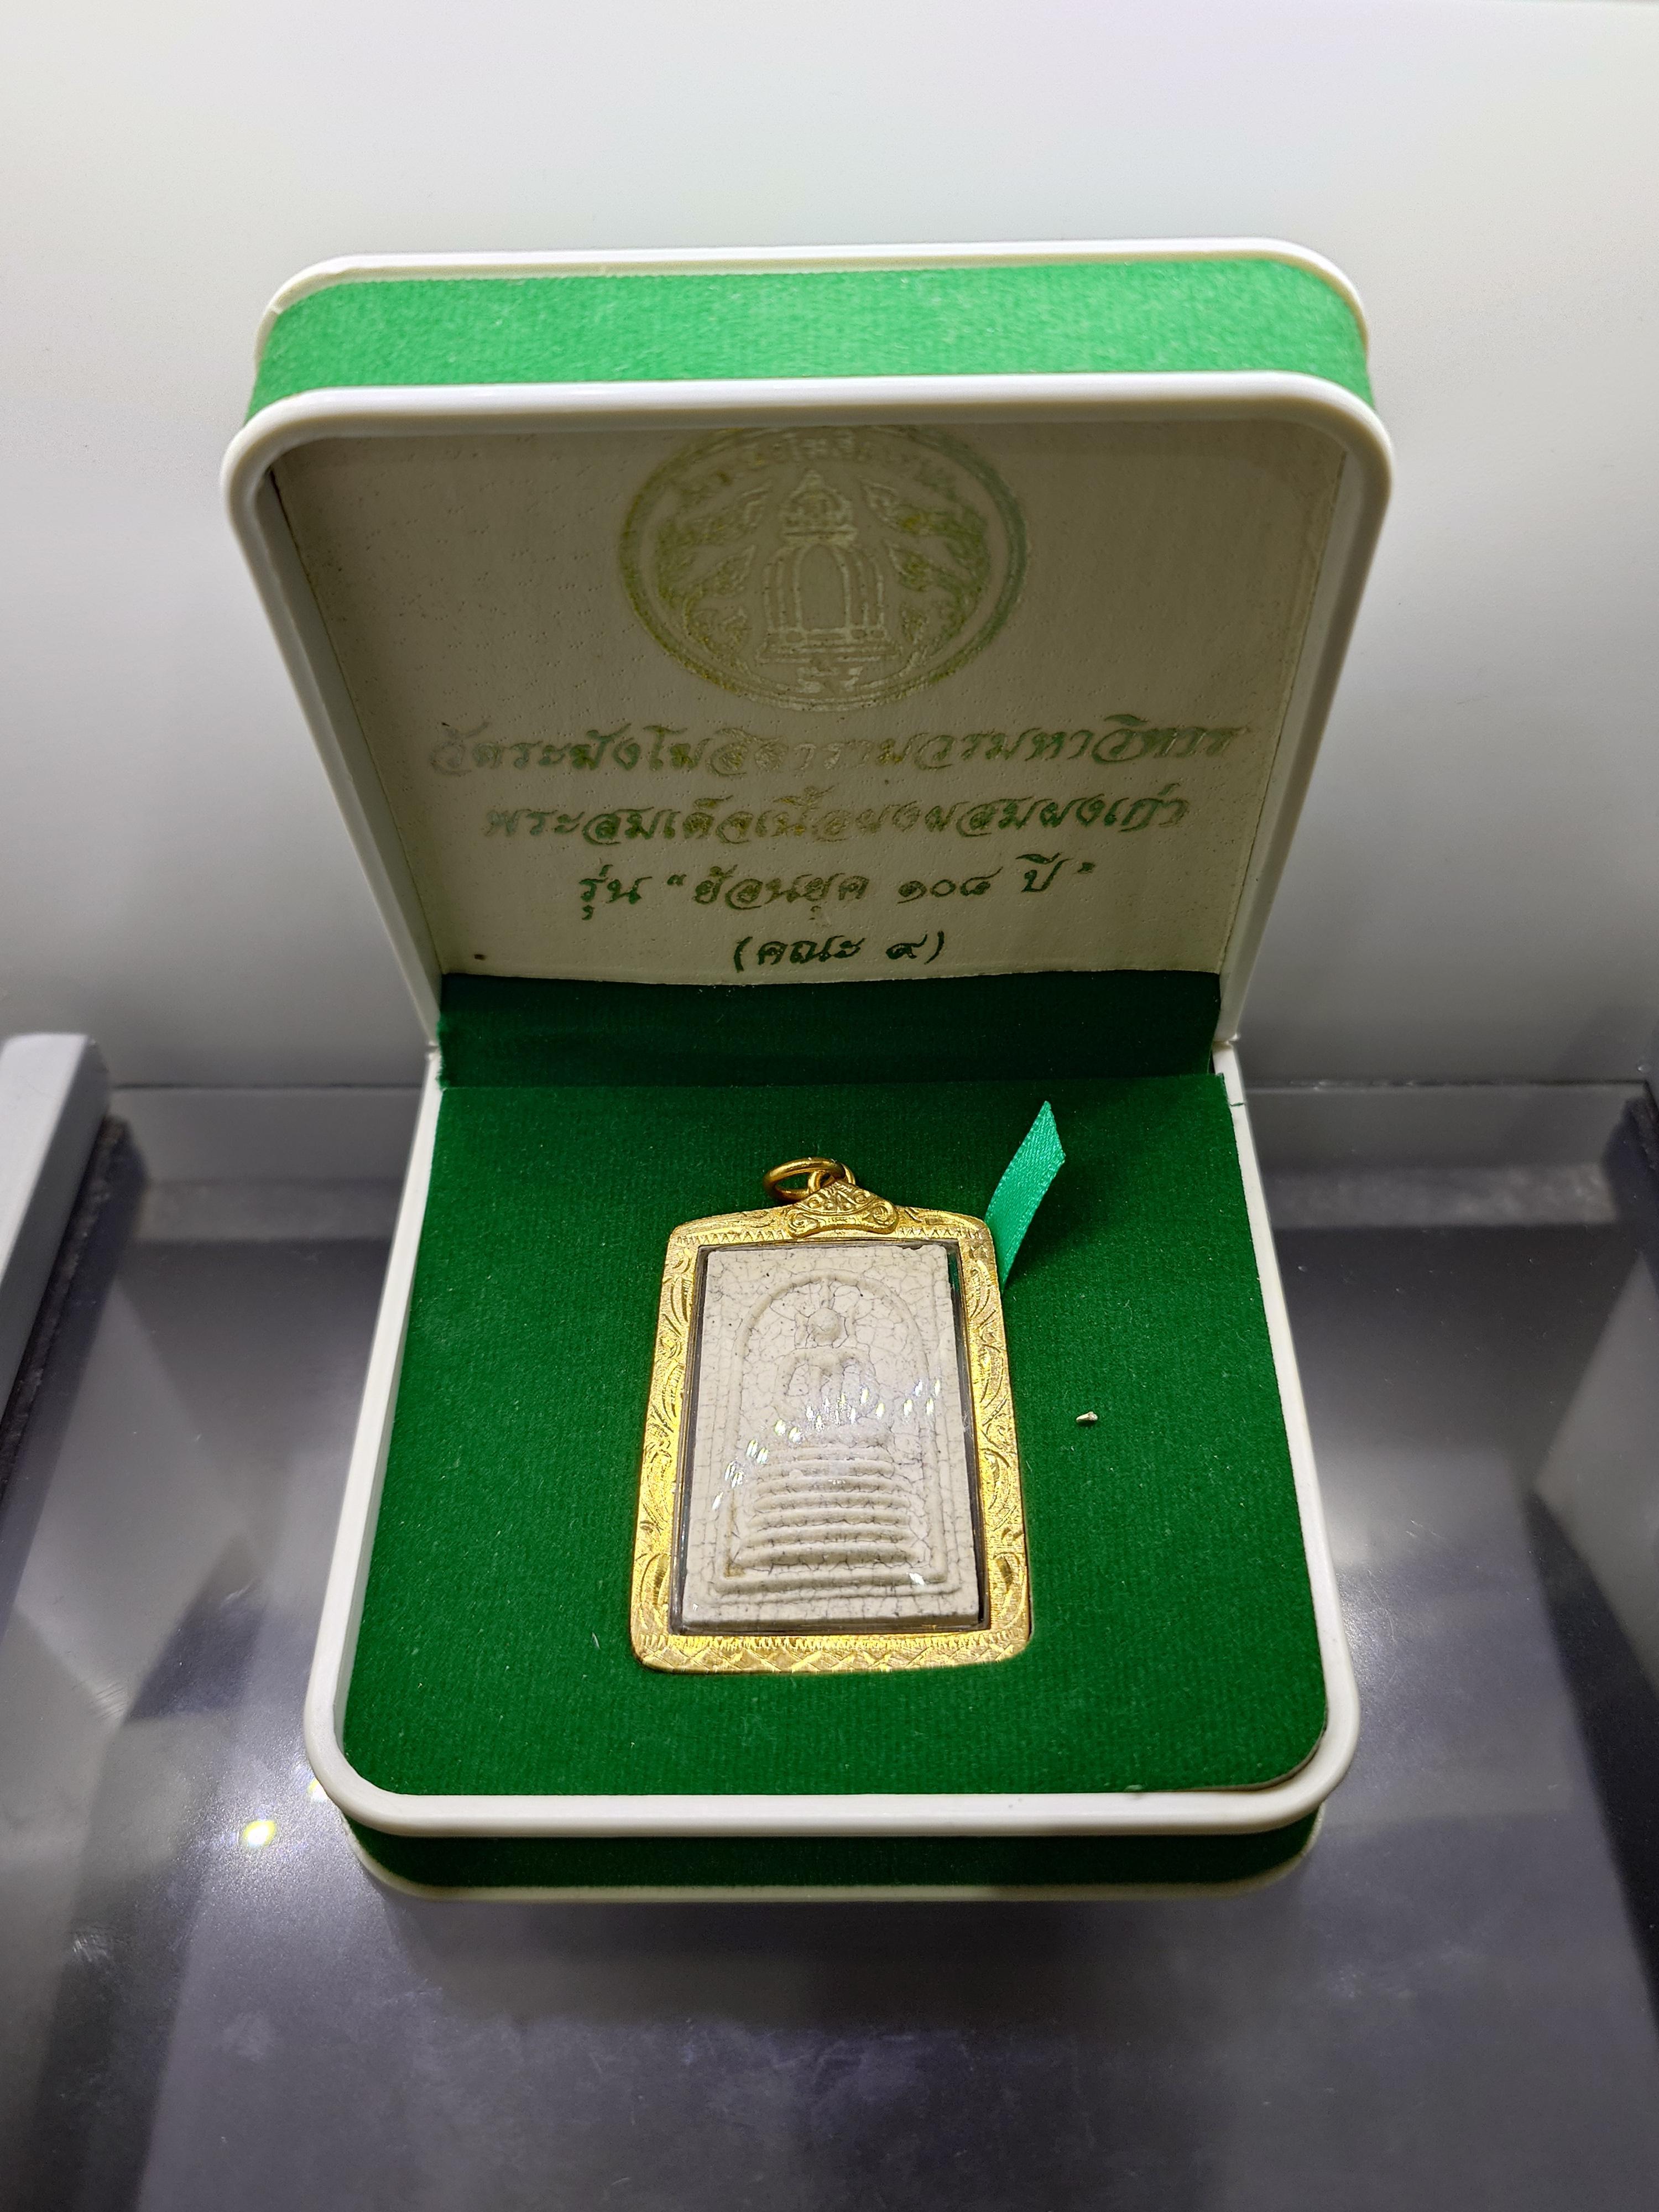 วัดระฆังโฆสิตารามวรมหาวิหาร
พระสมเด็จเนื้อผงผสมผงเก่า
รุ่น "ย้อนยุค ๑๐๘ ปี"
(คณะ ๙)